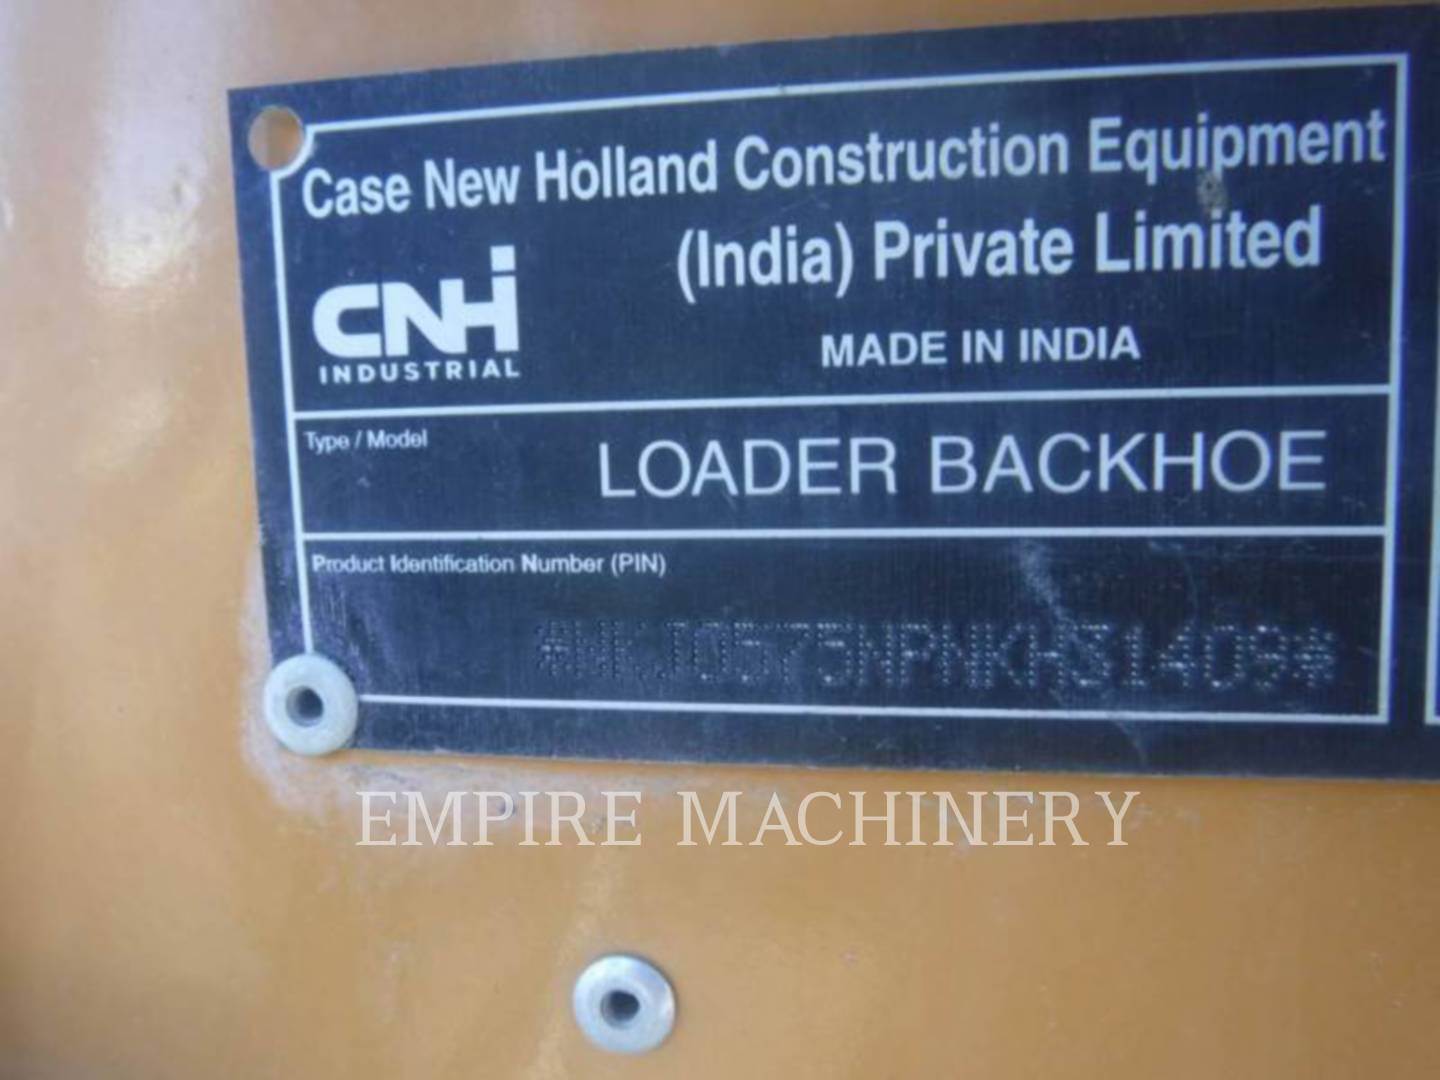 Case New Holland Construction Equipment
(India) Private Limited
CNH
INDUSTRIAL
MADE IN INDIA
Type / Model
LOADER BACKHOE
Product Identification Number (PIN)
*NKJ0575NPNKH31409*
EMPIRE MACHINERY